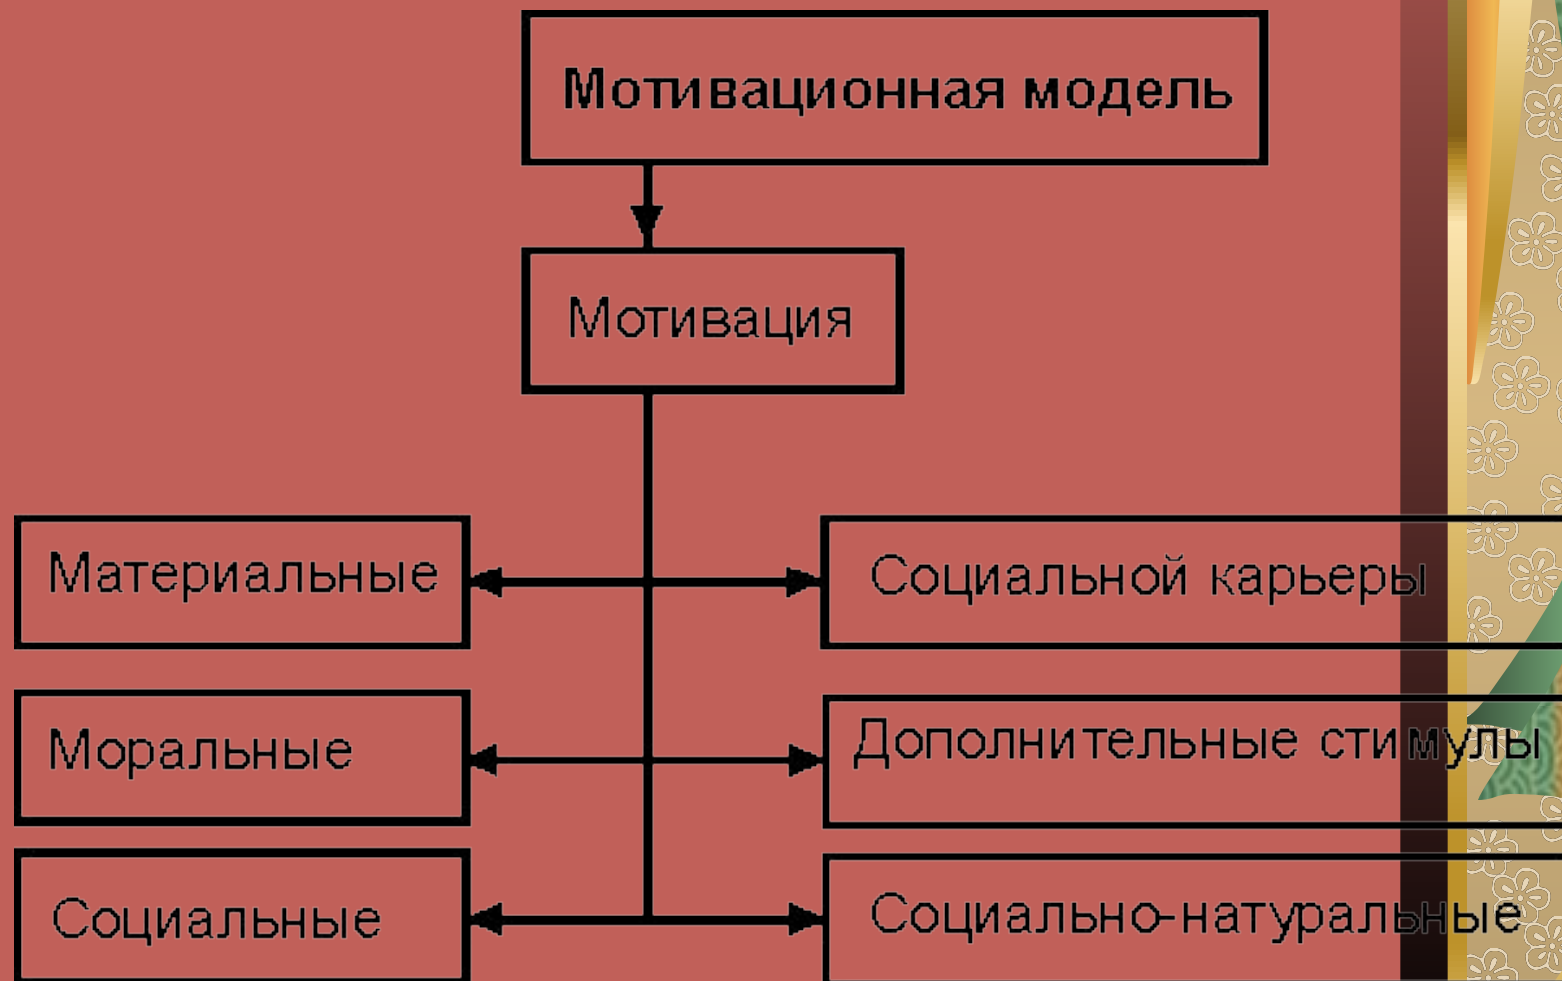 Мотивационная модель
Мотивация
Материальные
Социальной карьеры
Моральные
Дополнительные стимулы
Социальные
Социально-натуральные